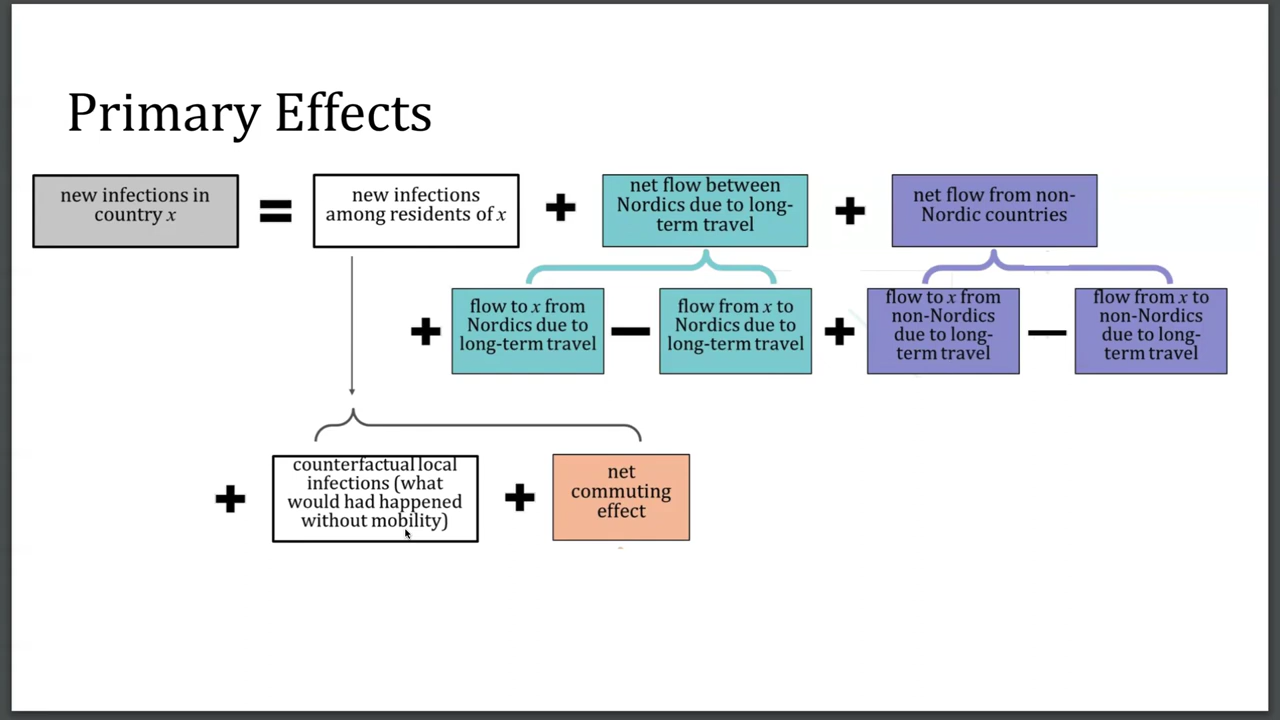 Primary Effects
new infections in
country x
=
new infections
among residents of x
+
net flow between
Nordics due to long-
term travel
+
net flow from non-
Nordic countries
+
flow to x from
Nordics due to
long-term travel
—
flow from x to
Nordics due to
long-term travel
+
flow to x from
non-Nordics
due to long-
term travel
—
flow from x to
non-Nordics
due to long-
term travel
+
counterfactual local
infections (what
would had happened
without mobility)
+
net
commuting
effect